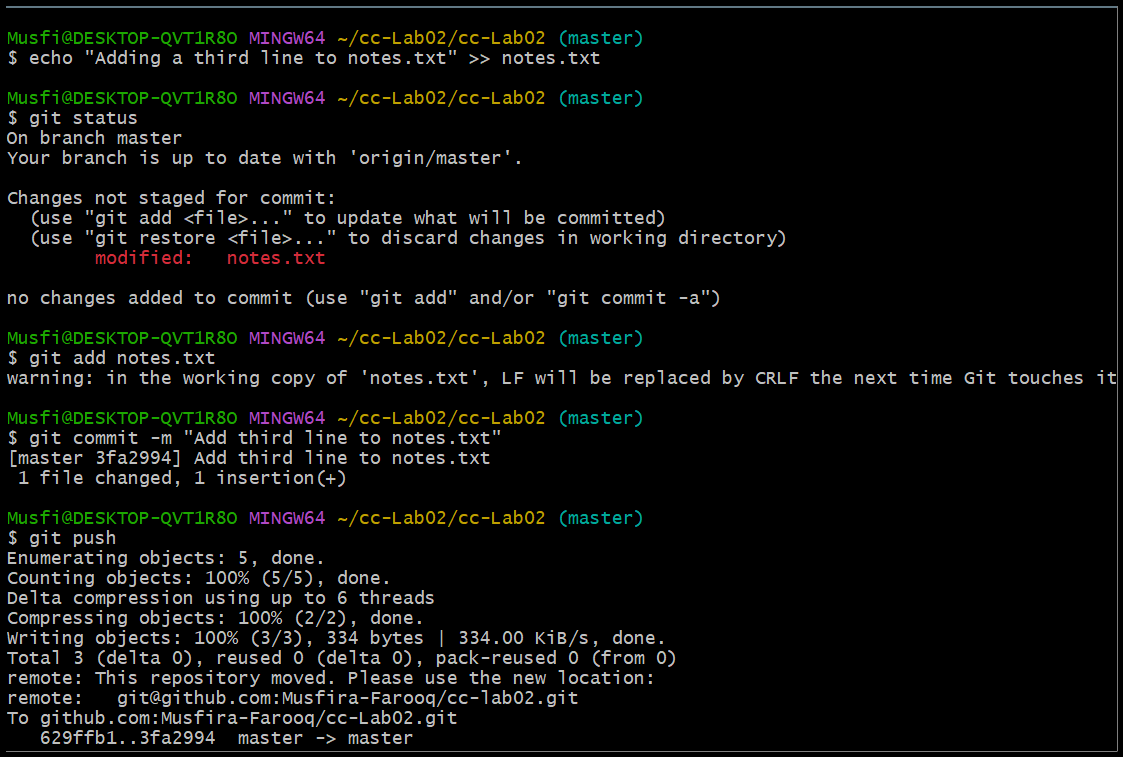 Musfi@DESKTOP-QVT1R8O MINGW64 ~/cc-Lab02/cc-Lab02 (master)
$ echo "Adding a third line to notes.txt" >> notes.txt
Musfi@DESKTOP-QVT1R8O MINGW64 ~/cc-Lab02/cc-Lab02 (master)
$ git status
On branch master
Your branch is up to date with 'origin/master'.
Changes not staged for commit:
  (use "git add <file>..." to update what will be committed)
  (use "git restore <file>..." to discard changes in working directory)
        modified:   notes.txt
no changes added to commit (use "git add" and/or "git commit -a")
Musfi@DESKTOP-QVT1R8O MINGW64 ~/cc-Lab02/cc-Lab02 (master)
$ git add notes.txt
warning: in the working copy of 'notes.txt', LF will be replaced by CRLF the next time Git touches it
Musfi@DESKTOP-QVT1R8O MINGW64 ~/cc-Lab02/cc-Lab02 (master)
$ git commit -m "Add third line to notes.txt"
[master 3fa2994] Add third line to notes.txt
 1 file changed, 1 insertion(+)
Musfi@DESKTOP-QVT1R8O MINGW64 ~/cc-Lab02/cc-Lab02 (master)
$ git push
Enumerating objects: 5, done.
Counting objects: 100% (5/5), done.
Delta compression using up to 6 threads
Compressing objects: 100% (2/2), done.
Writing objects: 100% (3/3), 334 bytes | 334.00 KiB/s, done.
Total 3 (delta 0), reused 0 (delta 0), pack-reused 0 (from 0)
remote: This repository moved. Please use the new location:
remote:   git@github.com:Musfira-Farooq/cc-lab02.git
To github.com:Musfira-Farooq/cc-Lab02.git
   629ffb1..3fa2994  master -> master